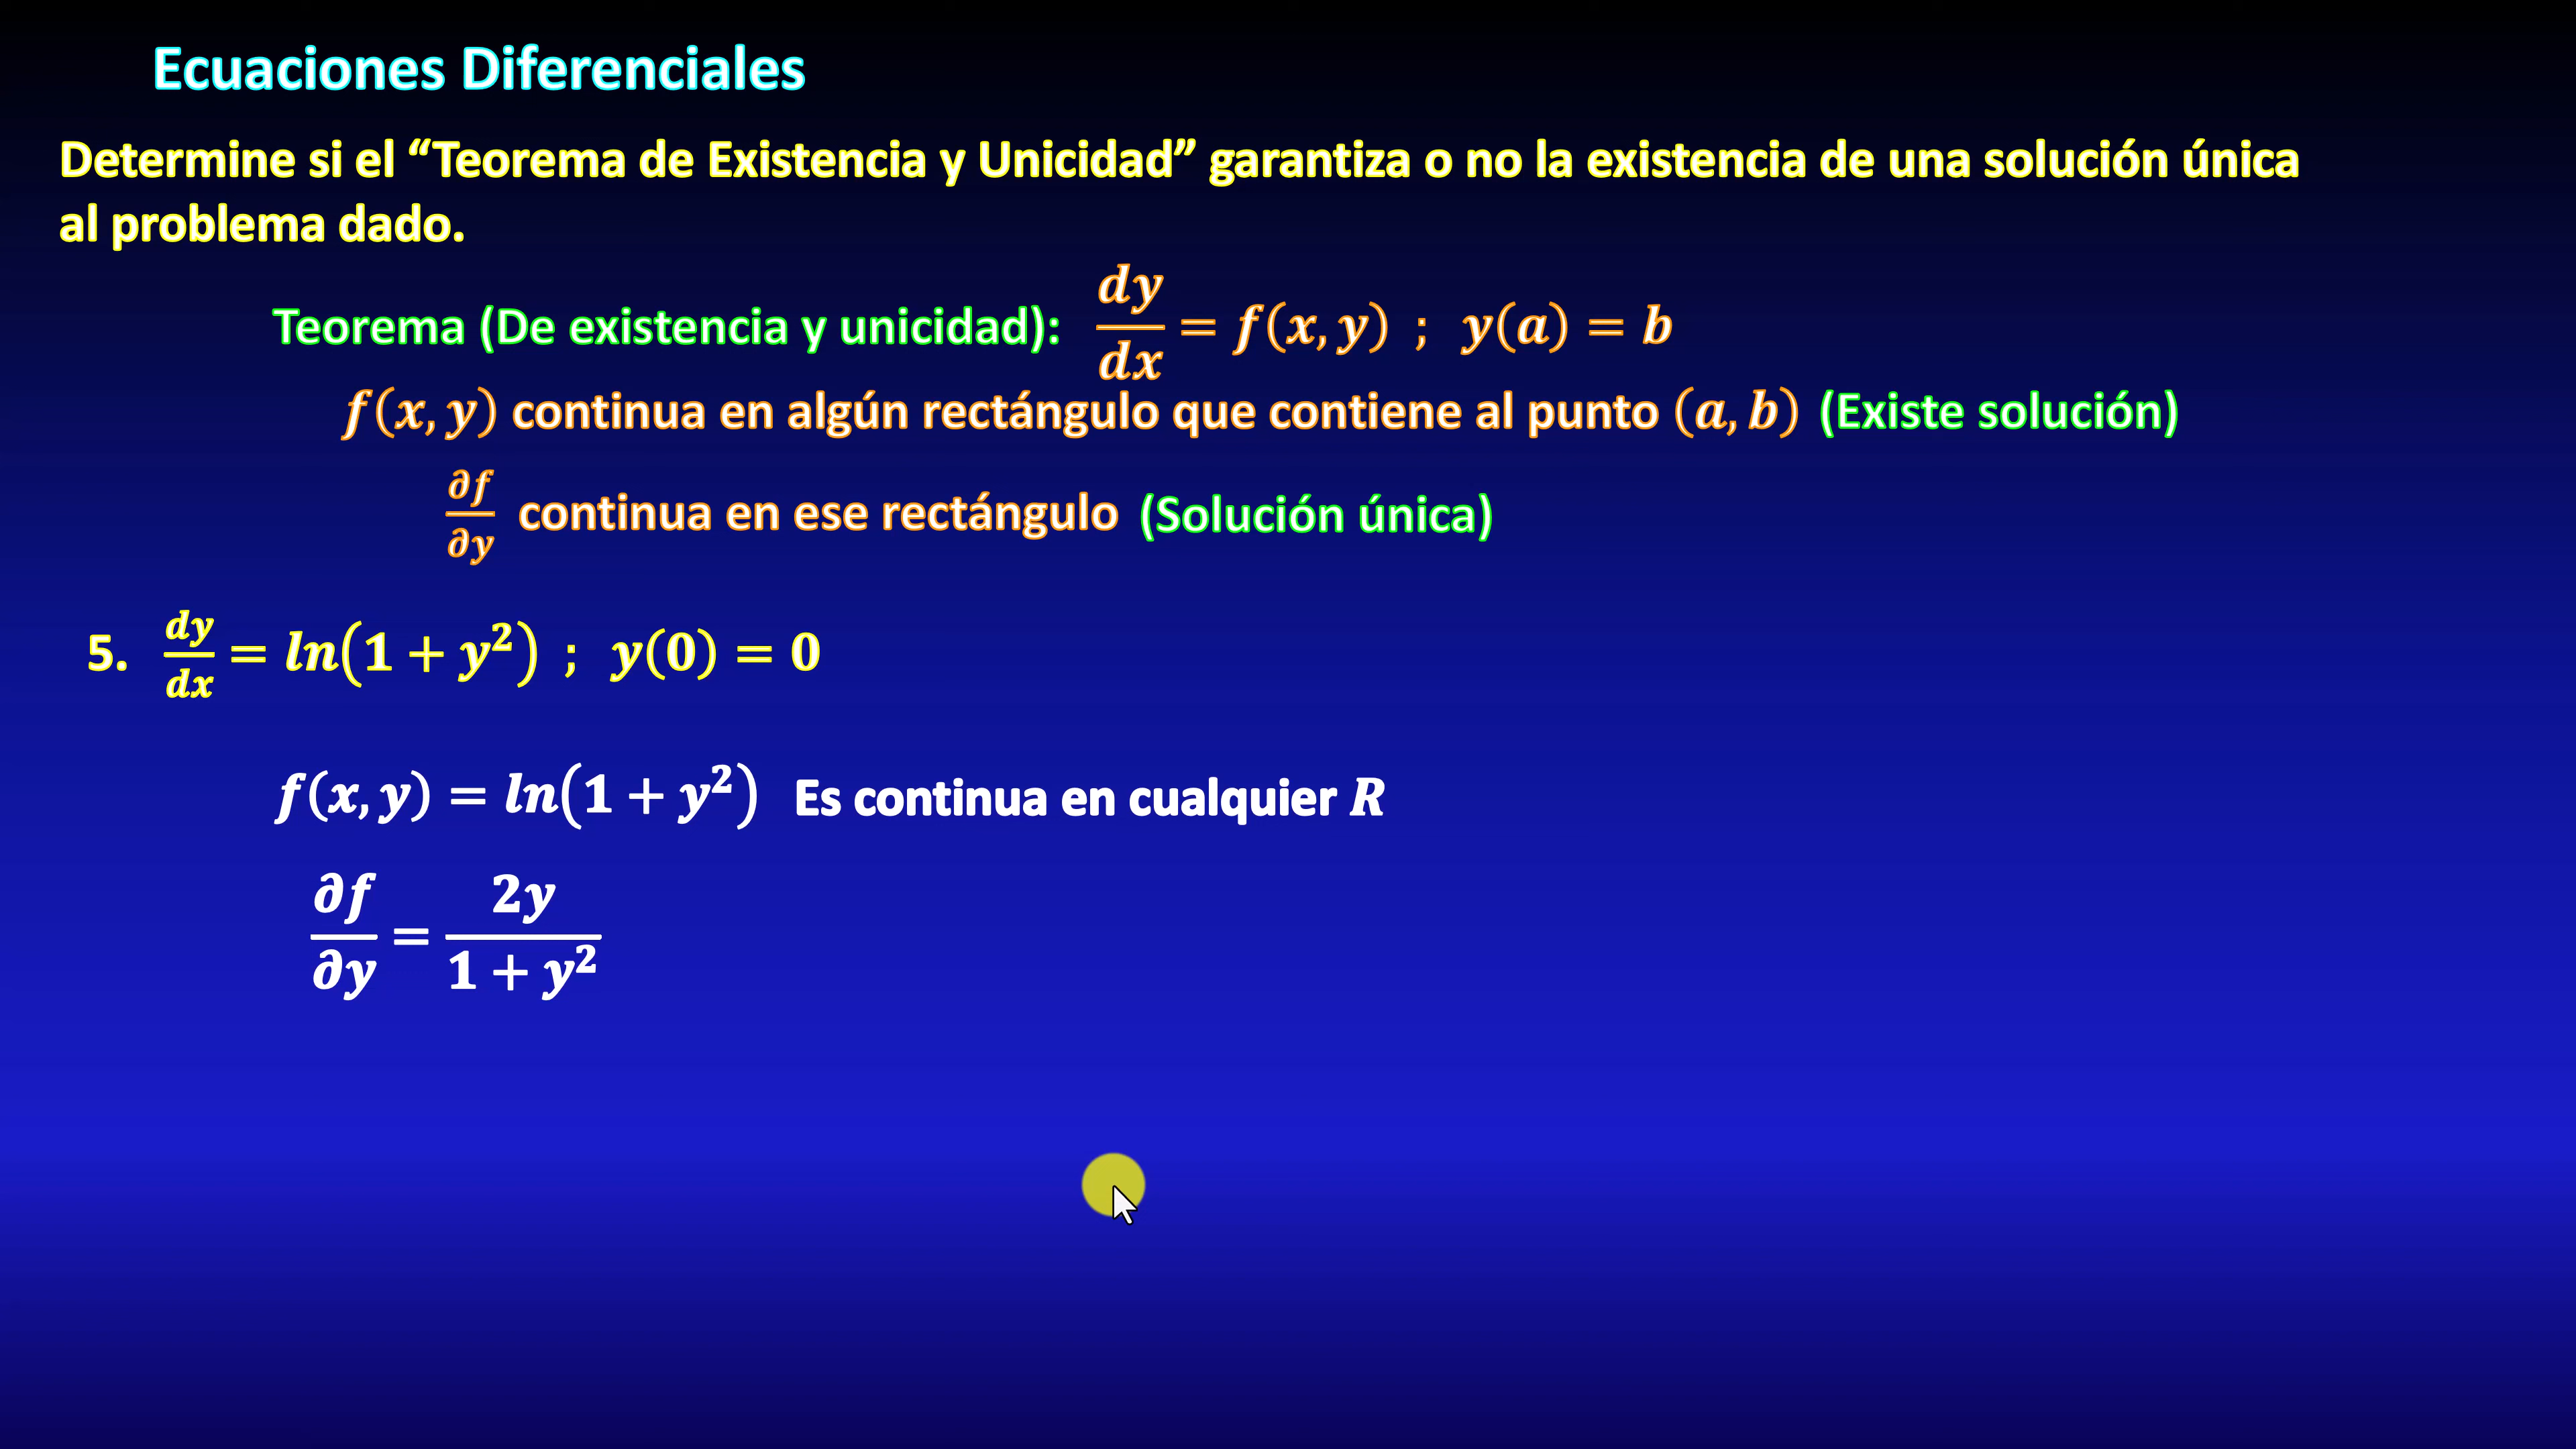 Ecuaciones Diferenciales
Determine si el “Teorema de Existencia y Unicidad” garantiza o no la existencia de una solución única
al problema dado.
Teorema (De existencia y unicidad): dy/dx = f(x, y) ; y(a) = b
f(x, y) continua en algún rectángulo que contiene al punto (a, b) (Existe solución)
∂f/∂y continua en ese rectángulo (Solución única)
5. dy/dx = ln(1 + y²) ; y(0) = 0
f(x, y) = ln(1 + y²) Es continua en cualquier R
∂f/∂y = 2y/(1 + y²)